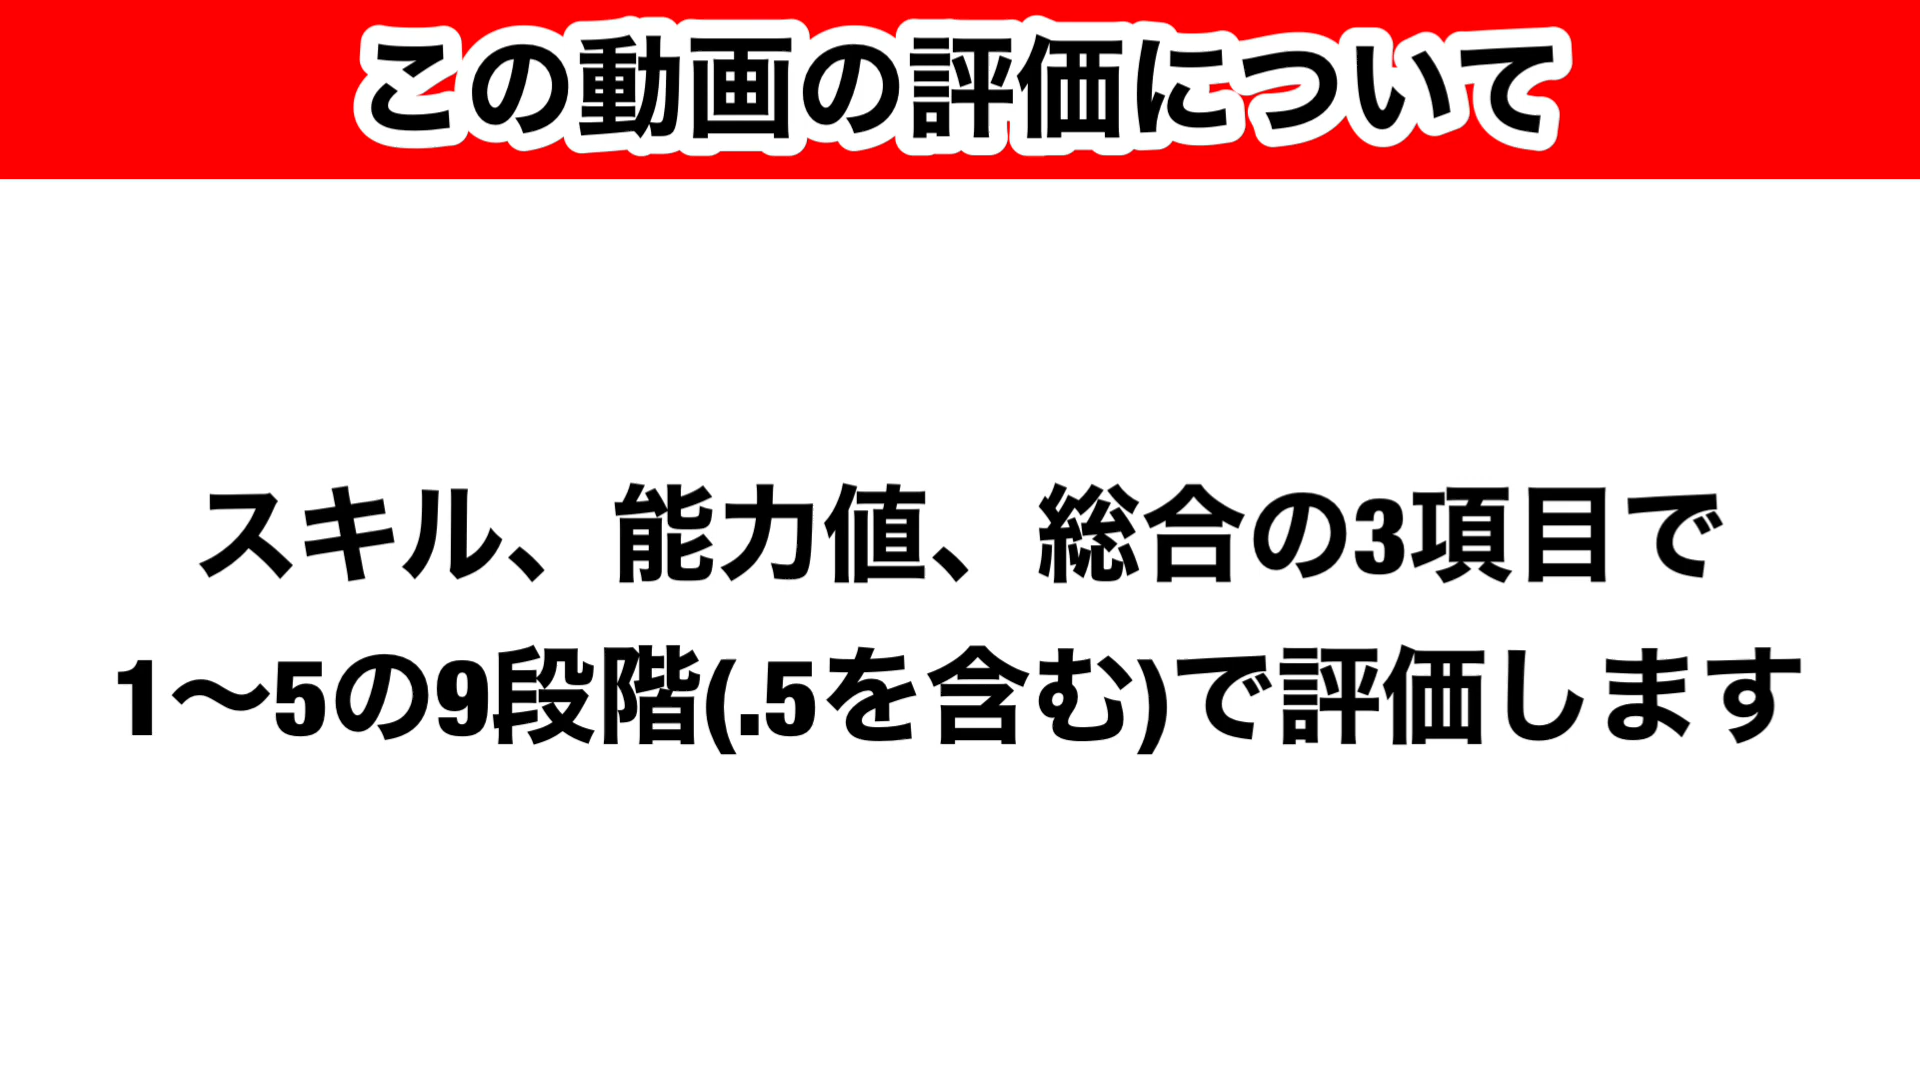 この動画の評価について
スキル、能力値、総合の3項目で
1〜5の9段階(.5を含む)で評価します